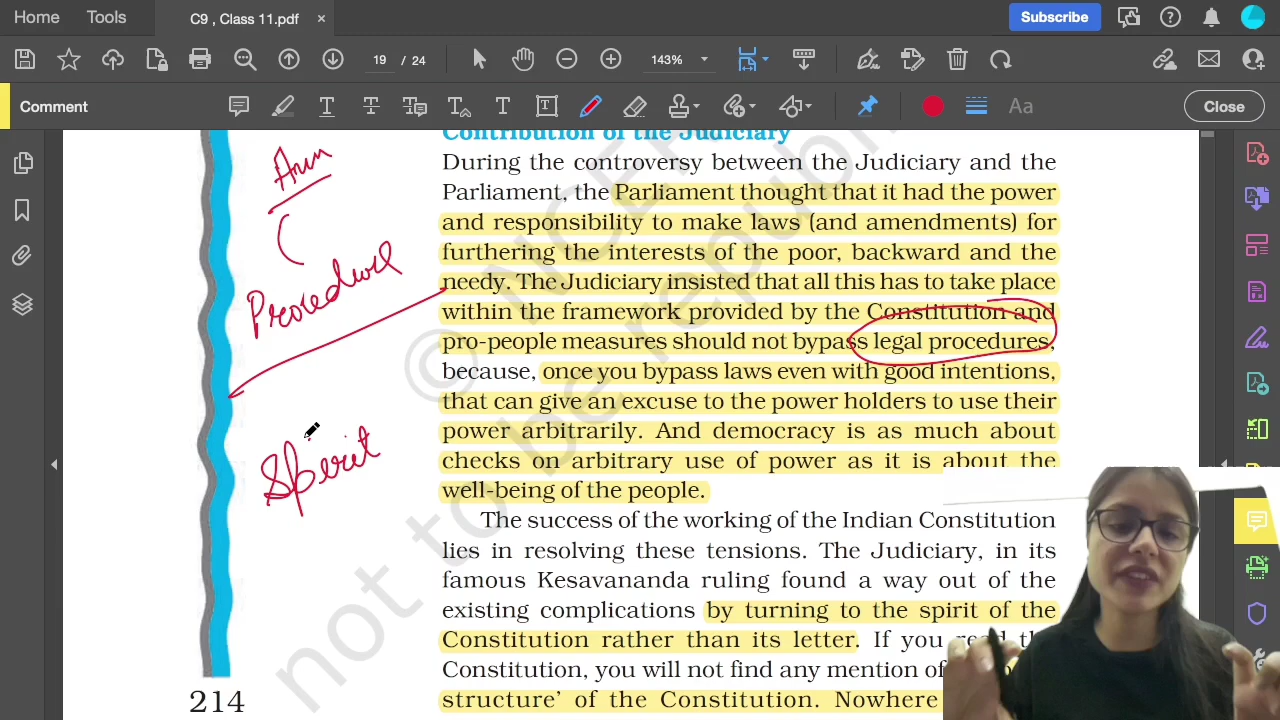 Home
Tools
C9 , Class 11.pdf
×
Subscribe
19 / 24
143%
Comment
Aa
Close
Contribution of the Judiciary
During the controversy between the Judiciary and the
Parliament, the Parliament thought that it had the power
and responsibility to make laws (and amendments) for
furthering the interests of the poor, backward and the
needy. The Judiciary insisted that all this has to take place
within the framework provided by the Constitution and
pro-people measures should not bypass legal procedures,
because, once you bypass laws even with good intentions,
that can give an excuse to the power holders to use their
power arbitrarily. And democracy is as much about
checks on arbitrary use of power as it is about the
well-being of the people.
The success of the working of the Indian Constitution
lies in resolving these tensions. The Judiciary, in its
famous Kesavananda ruling found a way out of the
existing complications by turning to the spirit of the
Constitution rather than its letter. If you read the
Constitution, you will not find any mention of
structure' of the Constitution. Nowhere
Procedure
Spirit
214
not to be republi